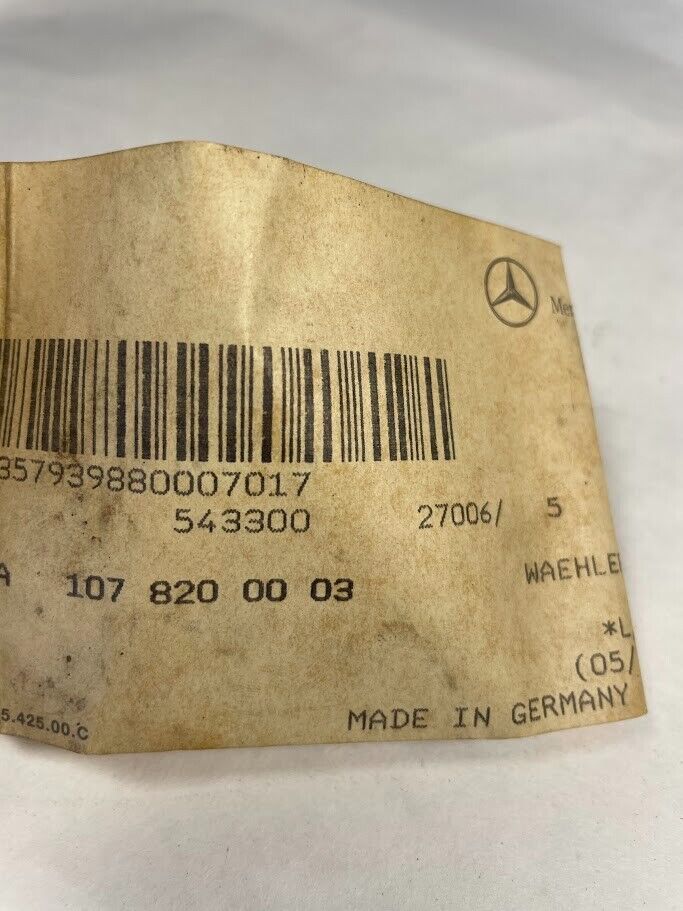 Mer
357939880007017
543300 27006/ 5
A 107 820 00 03
WAEHLE
*L
(05/
5.425.00.C
MADE IN GERMANY